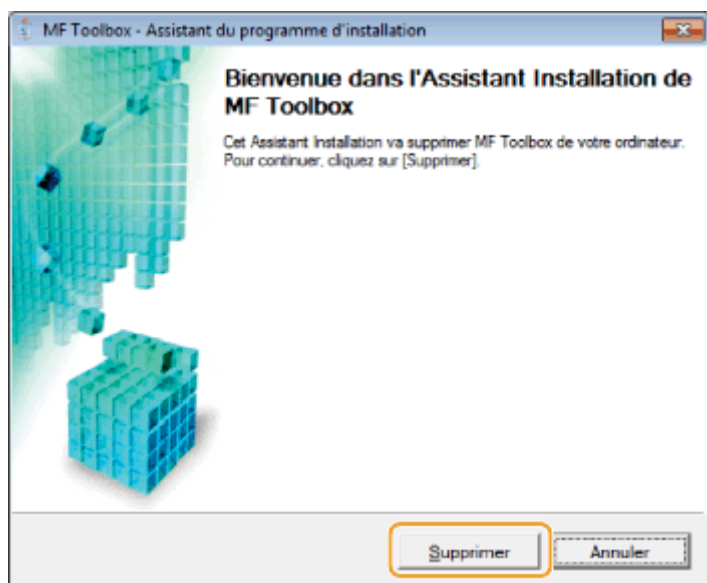 MF Toolbox - Assistant du programme d'installation
Bienvenue dans l'Assistant Installation de
MF Toolbox
Cet Assistant Installation va supprimer MF Toolbox de votre ordinateur.
Pour continuer, cliquez sur [Supprimer].
Supprimer Annuler